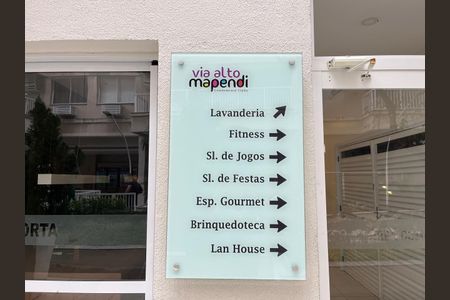 via alto
mapendi
Lavanderia
Fitness
Sl. de Jogos
Sl. de Festas
Esp. Gourmet
Brinquedoteca
Lan House
ORTA